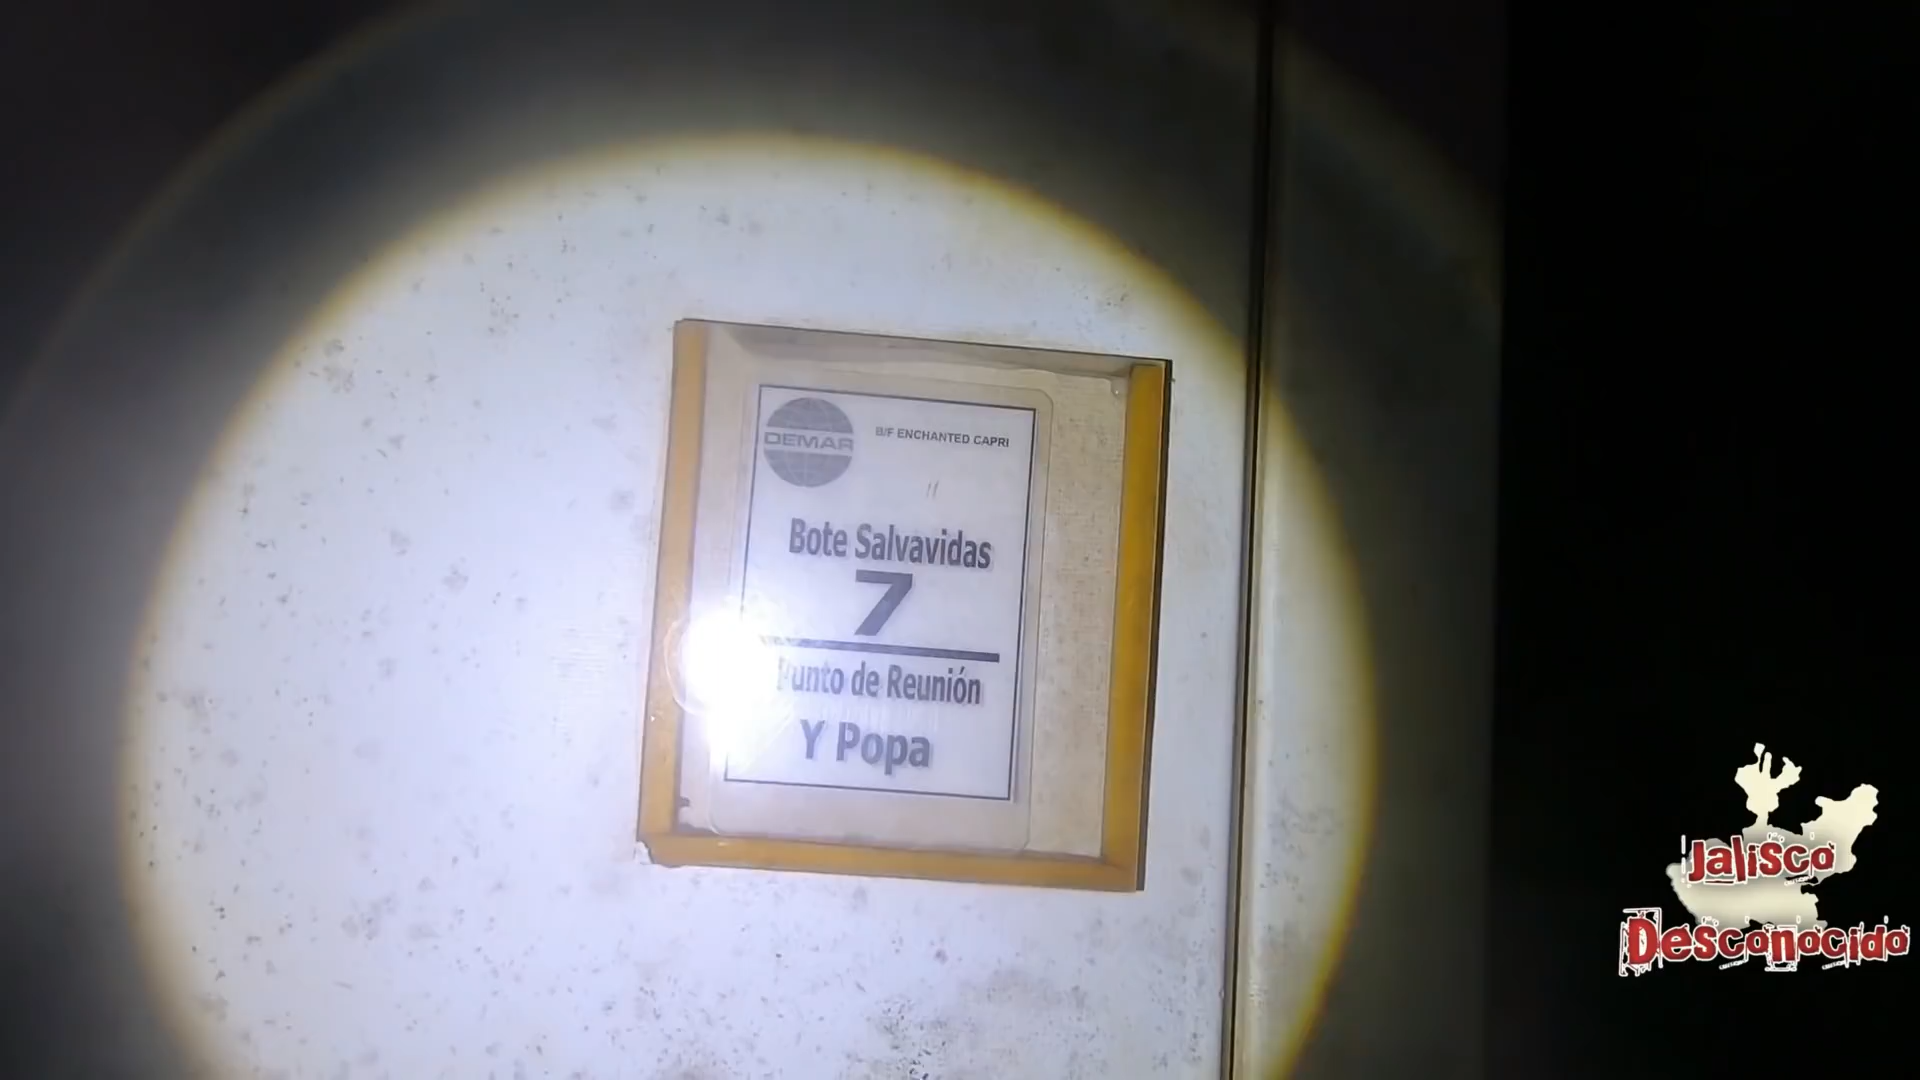 DEMAR
B/F ENCHANTED CAPRI
Bote Salvavidas
7
Punto de Reunión
Y Popa
Jalisco
Desconocido